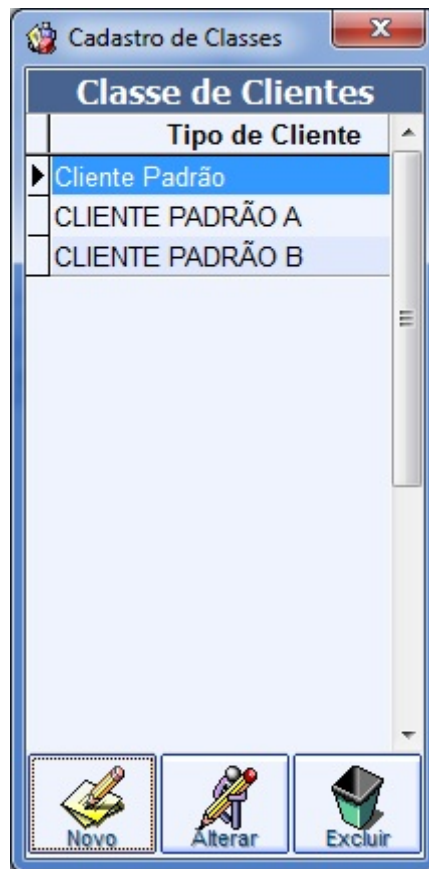 Cadastro de Classes
Classe de Clientes
Tipo de Cliente
Cliente Padrão
CLIENTE PADRÃO A
CLIENTE PADRÃO B
Novo Alterar Excluir